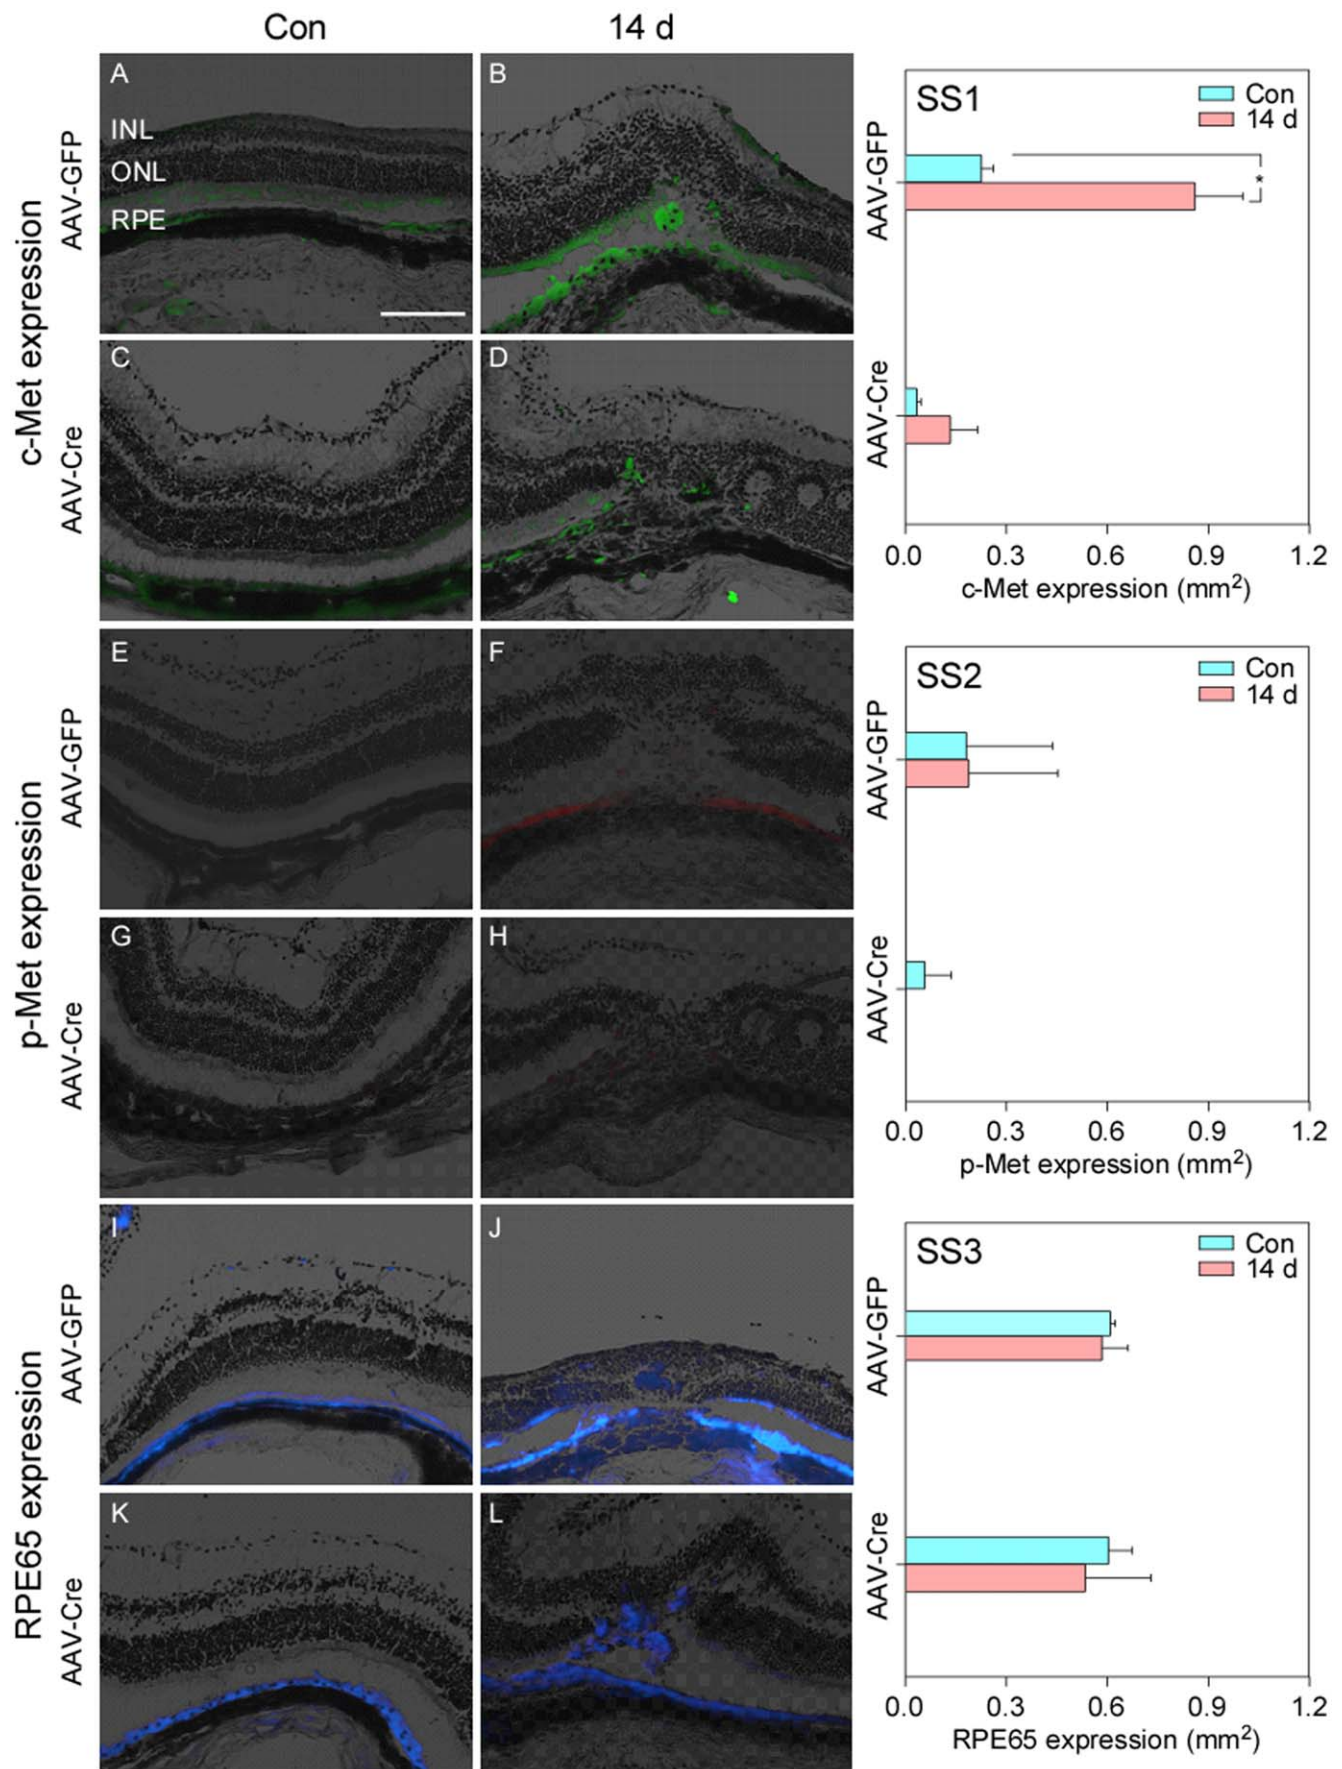 Con
14 d
c-Met expression
AAV-GFP
A
INL
ONL
RPE
B
AAV-Cre
C
D
SS1
Con
14 d
AAV-GFP
*
AAV-Cre
0.0 0.3 0.6 0.9 1.2
c-Met expression (mm²)
p-Met expression
AAV-GFP
E
F
AAV-Cre
G
H
SS2
Con
14 d
AAV-GFP
AAV-Cre
0.0 0.3 0.6 0.9 1.2
p-Met expression (mm²)
RPE65 expression
AAV-GFP
I
J
AAV-Cre
K
L
SS3
Con
14 d
AAV-GFP
AAV-Cre
0.0 0.3 0.6 0.9 1.2
RPE65 expression (mm²)